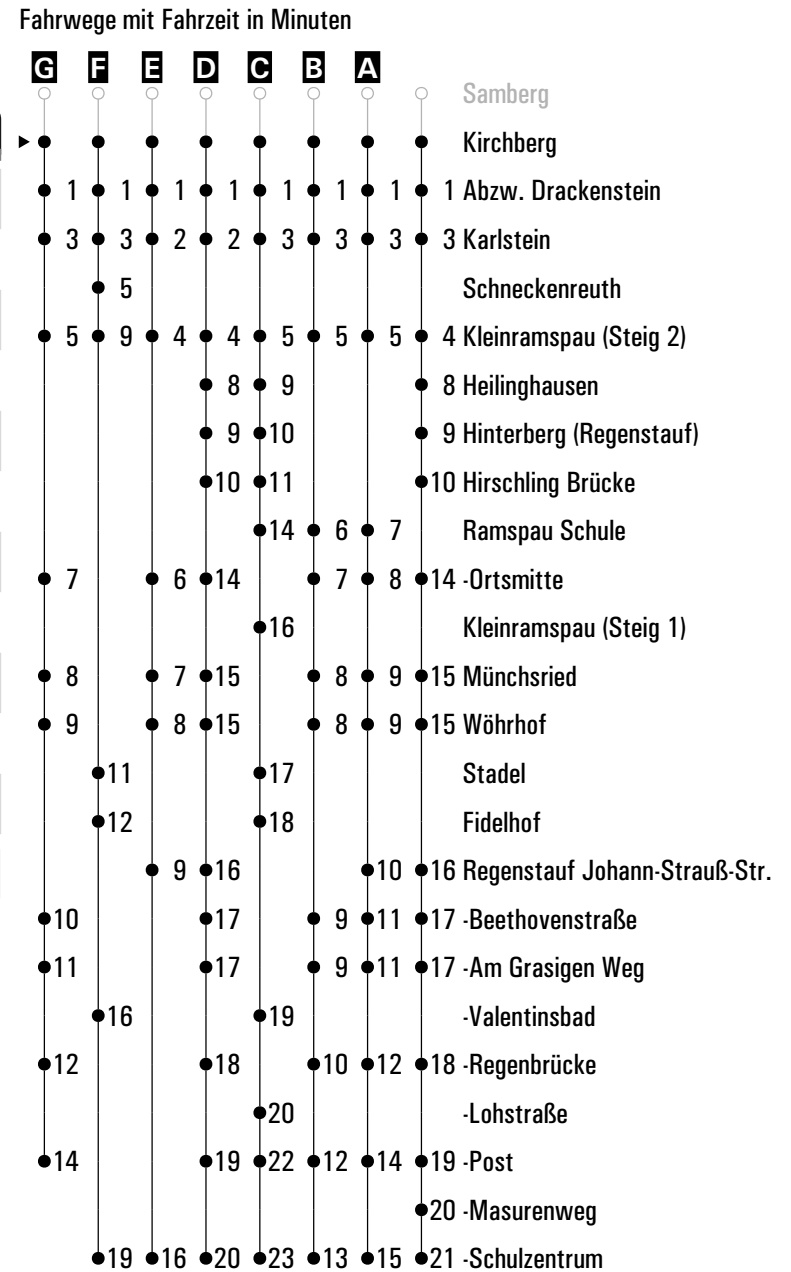 Fahrwege mit Fahrzeit in Minuten
G F E D C B A
Samberg
Kirchberg
1 1 1 1 1 1 1 1 Abzw. Drackenstein
3 3 2 2 3 3 3 3 Karlstein
5 Schneckenreuth
5 9 4 4 5 5 5 4 Kleinramspau (Steig 2)
8 9 8 Heilinghausen
9 10 9 Hinterberg (Regenstauf)
10 11 10 Hirschling Brücke
14 6 7 Ramspau Schule
7 6 14 7 8 14 -Ortsmitte
16 Kleinramspau (Steig 1)
8 7 15 8 9 15 Münchsried
9 8 15 8 9 15 Wöhrhof
11 17 Stadel
12 18 Fidelhof
9 16 10 16 Regenstauf Johann-Strauß-Str.
10 17 9 11 17 -Beethovenstraße
11 17 9 11 17 -Am Grasigen Weg
16 19 -Valentinsbad
12 18 10 12 18 -Regenbrücke
20 -Lohstraße
14 19 22 12 14 19 -Post
20 -Masurenweg
19 16 20 23 13 15 21 -Schulzentrum